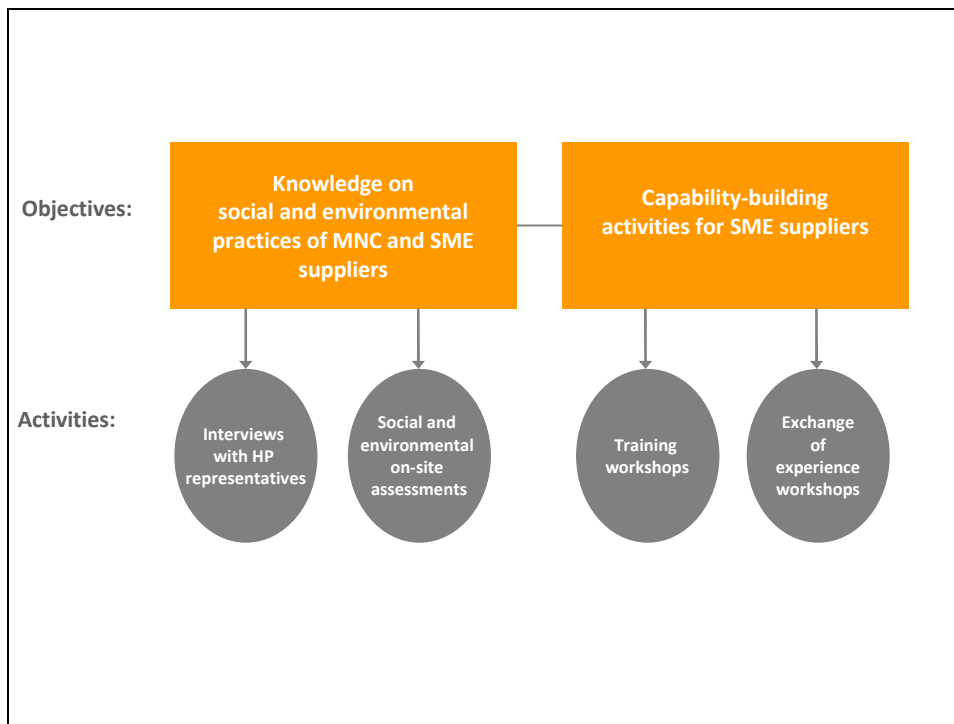 Objectives:
Knowledge on
social and environmental
practices of MNC and SME
suppliers
Capability-building
activities for SME suppliers
Activities:
Interviews
with HP
representatives
Social and
environmental
on-site
assessments
Training
workshops
Exchange
of
experience
workshops